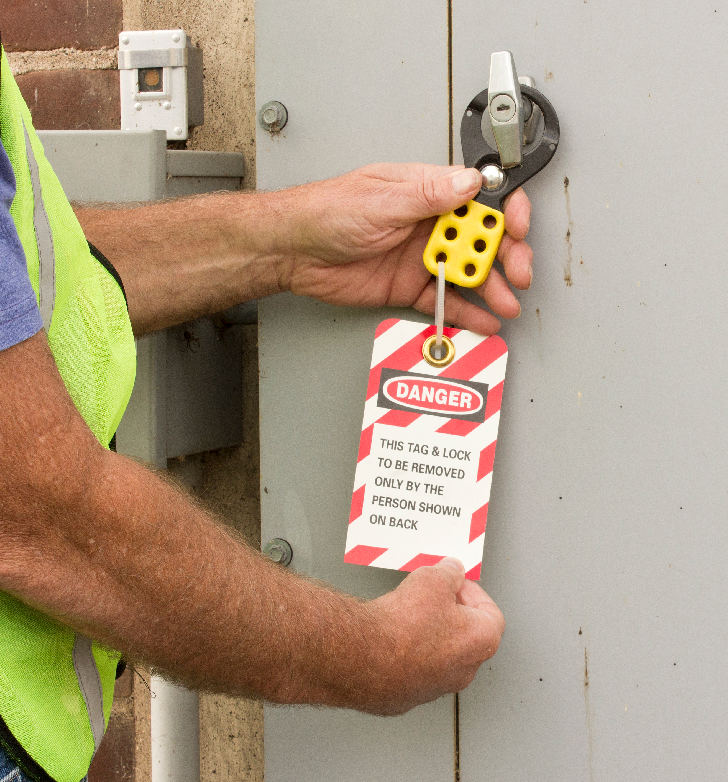 DANGER
THIS TAG & LOCK
TO BE REMOVED
ONLY BY THE
PERSON SHOWN
ON BACK